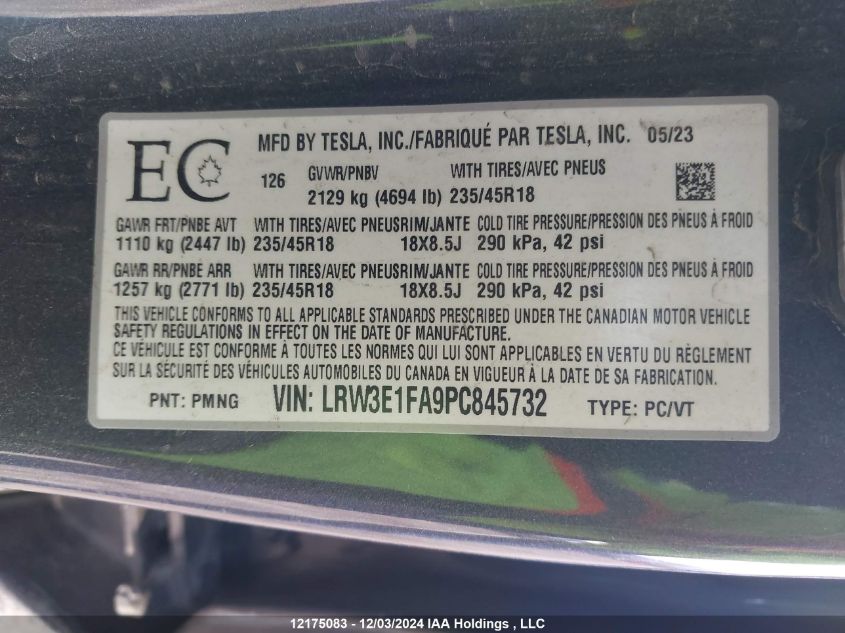 EC MFD BY TESLA, INC./FABRIQUÉ PAR TESLA, INC. 05/23
126 GVWR/PNBV WITH TIRES/AVEC PNEUS
2129 kg (4694 lb) 235/45R18
GAWR FRT/PNBE AVT WITH TIRES/AVEC PNEUS RIM/JANTE COLD TIRE PRESSURE/PRESSION DES PNEUS À FROID
1110 kg (2447 lb) 235/45R18 18X8.5J 290 kPa, 42 psi
GAWR RR/PNBE ARR WITH TIRES/AVEC PNEUS RIM/JANTE COLD TIRE PRESSURE/PRESSION DES PNEUS À FROID
1257 kg (2771 lb) 235/45R18 18X8.5J 290 kPa, 42 psi
THIS VEHICLE CONFORMS TO ALL APPLICABLE STANDARDS PRESCRIBED UNDER THE CANADIAN MOTOR VEHICLE
SAFETY REGULATIONS IN EFFECT ON THE DATE OF MANUFACTURE.
CE VÉHICULE EST CONFORME À TOUTES LES NORMES QUI LUI SONT APPLICABLES EN VERTU DU RÈGLEMENT
SUR LA SÉCURITÉ DES VÉHICULES AUTOMOBILES DU CANADA EN VIGUEUR À LA DATE DE SA FABRICATION.
PNT: PMNG VIN: LRW3E1FA9PC845732 TYPE: PC/VT
12175083 - 12/03/2024 IAA Holdings , LLC